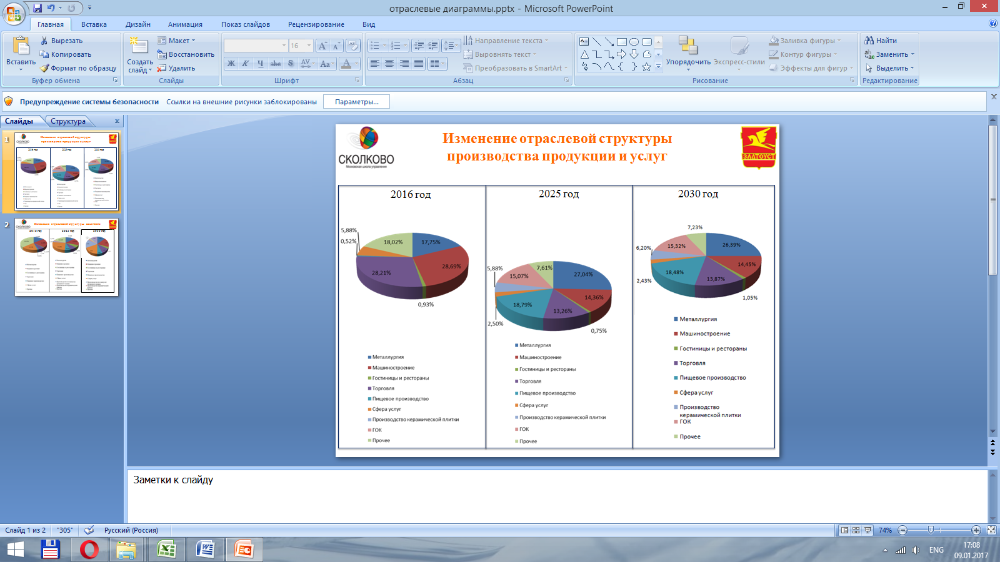 отраслевые диаграммы.pptx - Microsoft PowerPoint
Главная Вставка Дизайн Анимация Показ слайдов Рецензирование Вид
Вставить
Вырезать
Копировать
Формат по образцу
Буфер обмена
Создать
слайд
Макет
Восстановить
Удалить
Слайды
16
Ж К Ч abc S AV Aa А
Шрифт
Направление текста
Выровнять текст
Преобразовать в SmartArt
Абзац
Упорядочить
Экспресс-стили
Заливка фигуры
Контур фигуры
Эффекты для фигур
Рисование
Найти
Заменить
Выделить
Редактирование
Предупреждение системы безопасности Ссылки на внешние рисунки заблокированы Параметры...
Слайды Структура
1
2
СКОЛКОВО
Московская школа управления
Изменение отраслевой структуры
производства продукции и услуг
ЗЛАТОУСТ
2016 год
5,88%
0,52%
18,02%
17,75%
28,69%
28,21%
0,93%
Металлургия
Машиностроение
Гостиницы и рестораны
Торговля
Пищевое производство
Сфера услуг
Производство керамической плитки
ГОК
Прочее
2025 год
5,88%
15,07%
7,61%
27,04%
14,36%
18,79%
13,26%
2,50%
0,75%
Металлургия
Машиностроение
Гостиницы и рестораны
Торговля
Пищевое производство
Сфера услуг
Производство керамической плитки
ГОК
Прочее
2030 год
7,23%
6,20%
15,32%
26,39%
14,45%
18,48%
13,87%
2,43%
1,05%
Металлургия
Машиностроение
Гостиницы и рестораны
Торговля
Пищевое производство
Сфера услуг
Производство
керамической плитки
ГОК
Прочее
Заметки к слайду
Слайд 1 из 2 "305" Русский (Россия) 74%
ENG
17:08
09.01.2017